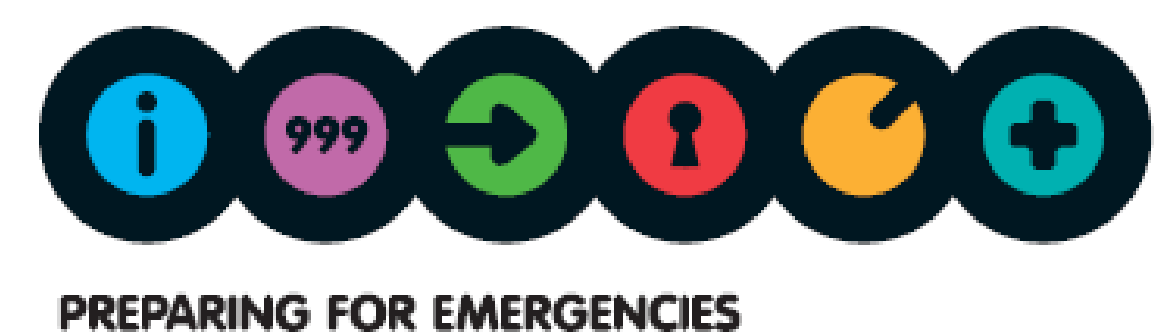 i 999
PREPARING FOR EMERGENCIES